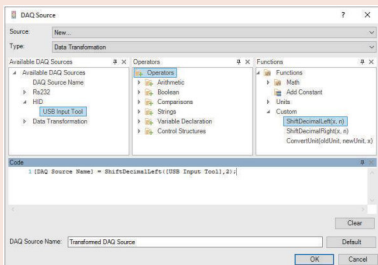 DAQ Source ? ×
Source: New...
Type: Data Transformation
Available DAQ Sources
Available DAQ Sources
DAQ Source Name
Rs232
HID
USB Input Tool
Data Transformation
Operators
Operators
Arithmetic
Boolean
Comparisons
Strings
Variable Declaration
Control Structures
Functions
Functions
Math
Add Constant
Units
Custom
ShiftDecimalLeft(x, n)
ShiftDecimalRight(x, n)
ConvertUnit(oldUnit, newUnit, x)
Code
1 [DAQ Source Name] = ShiftDecimalLeft([USB Input Tool],2);
Clear
DAQ Source Name: Transformed DAQ Source Default
OK Cancel